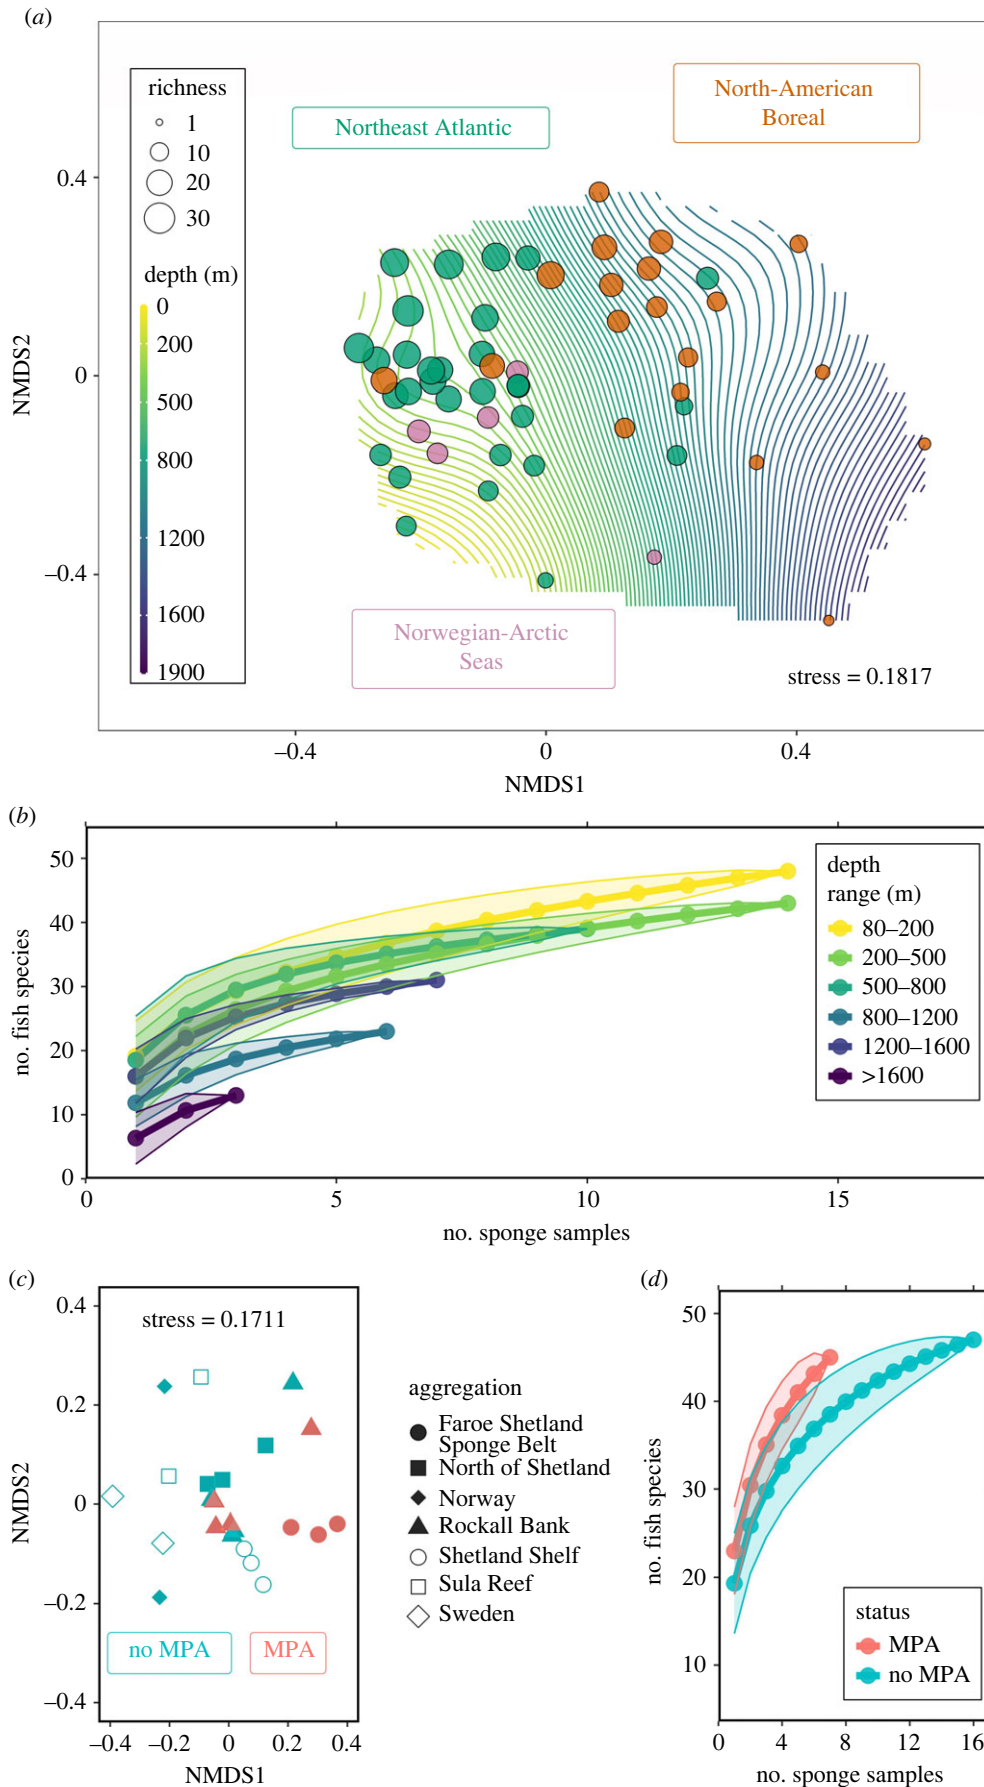 (a)
richness
1
10
20
30
depth (m)
0
200
500
800
1200
1600
1900
Northeast Atlantic
North-American
Boreal
Norwegian-Arctic
Seas
stress = 0.1817
0.4
0
–0.4
NMDS2
–0.4
0
0.4
NMDS1
(b)
50
40
30
20
10
0
no. fish species
0
5
10
15
no. sponge samples
depth
range (m)
80–200
200–500
500–800
800–1200
1200–1600
>1600
(c)
stress = 0.1711
0.4
0.2
0
–0.2
–0.4
NMDS2
no MPA
MPA
–0.4
–0.2
0
0.2
0.4
NMDS1
aggregation
Faroe Shetland
Sponge Belt
North of Shetland
Norway
Rockall Bank
Shetland Shelf
Sula Reef
Sweden
(d)
50
40
30
20
10
no. fish species
status
MPA
no MPA
0
4
8
12
16
no. sponge samples